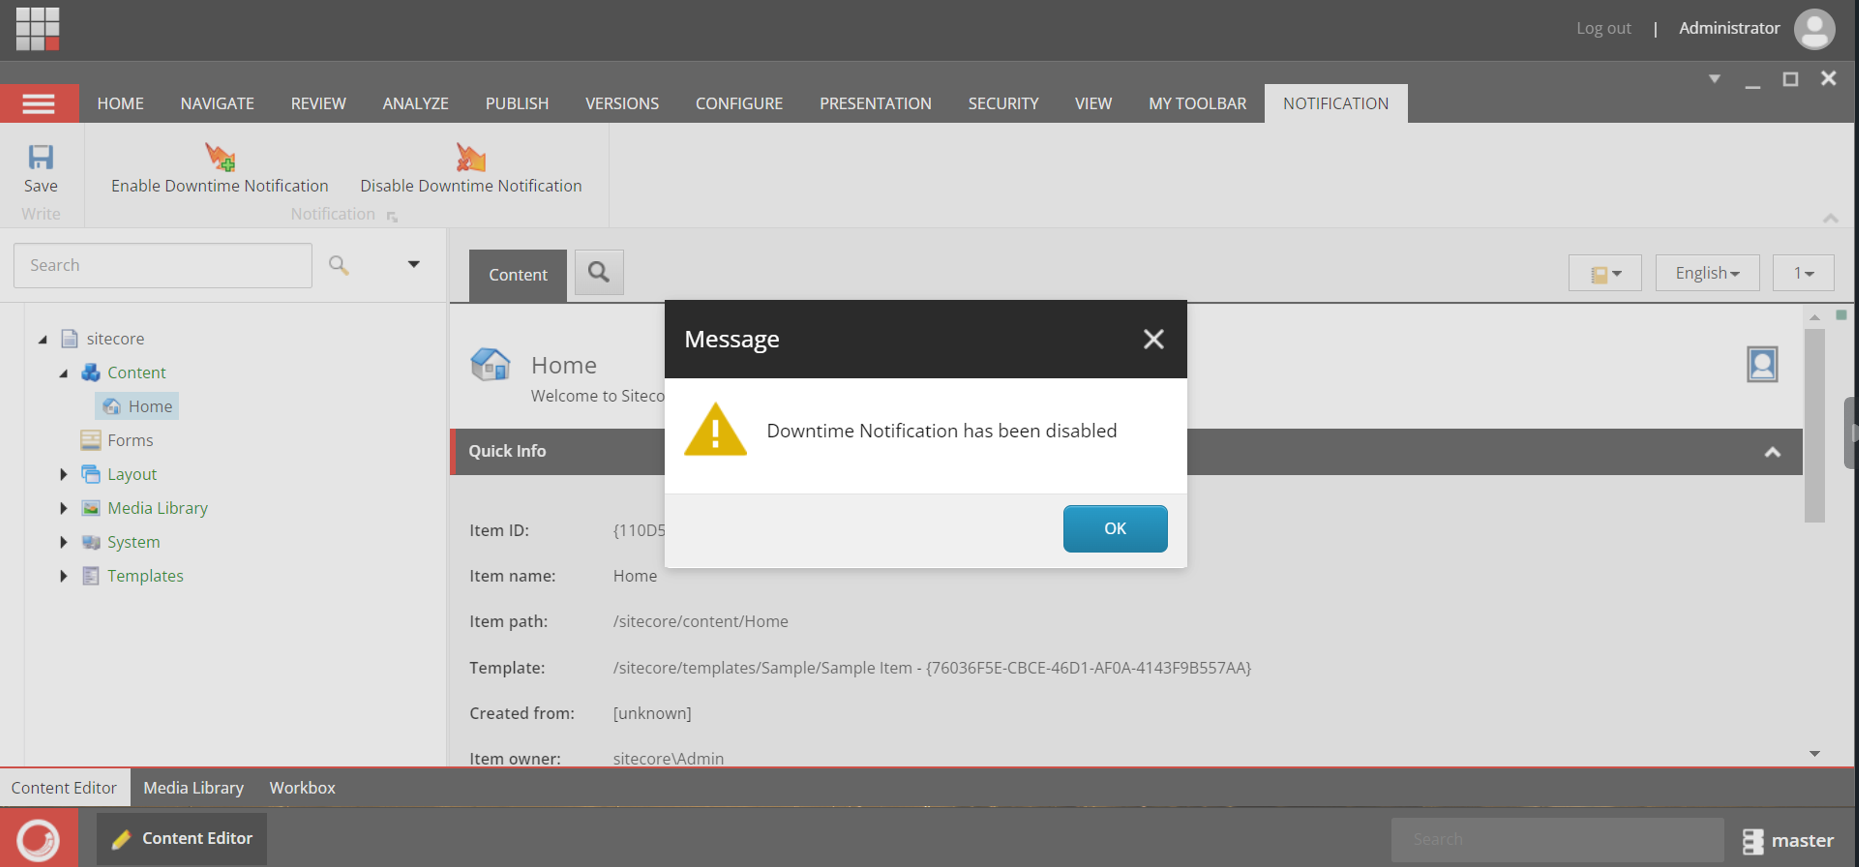 Log out | Administrator
HOME NAVIGATE REVIEW ANALYZE PUBLISH VERSIONS CONFIGURE PRESENTATION SECURITY VIEW MY TOOLBAR NOTIFICATION
Save Enable Downtime Notification Disable Downtime Notification
Write Notification
Search
Content
English 1
sitecore
Content
Home
Forms
Layout
Media Library
System
Templates
Home
Welcome to Siteco
Quick Info
Message
Downtime Notification has been disabled
OK
Item ID: {110D5
Item name: Home
Item path: /sitecore/content/Home
Template: /sitecore/templates/Sample/Sample Item - {76036F5E-CBCE-46D1-AF0A-4143F9B557AA}
Created from: [unknown]
Item owner: sitecore\Admin
Content Editor Media Library Workbox
Content Editor Search master